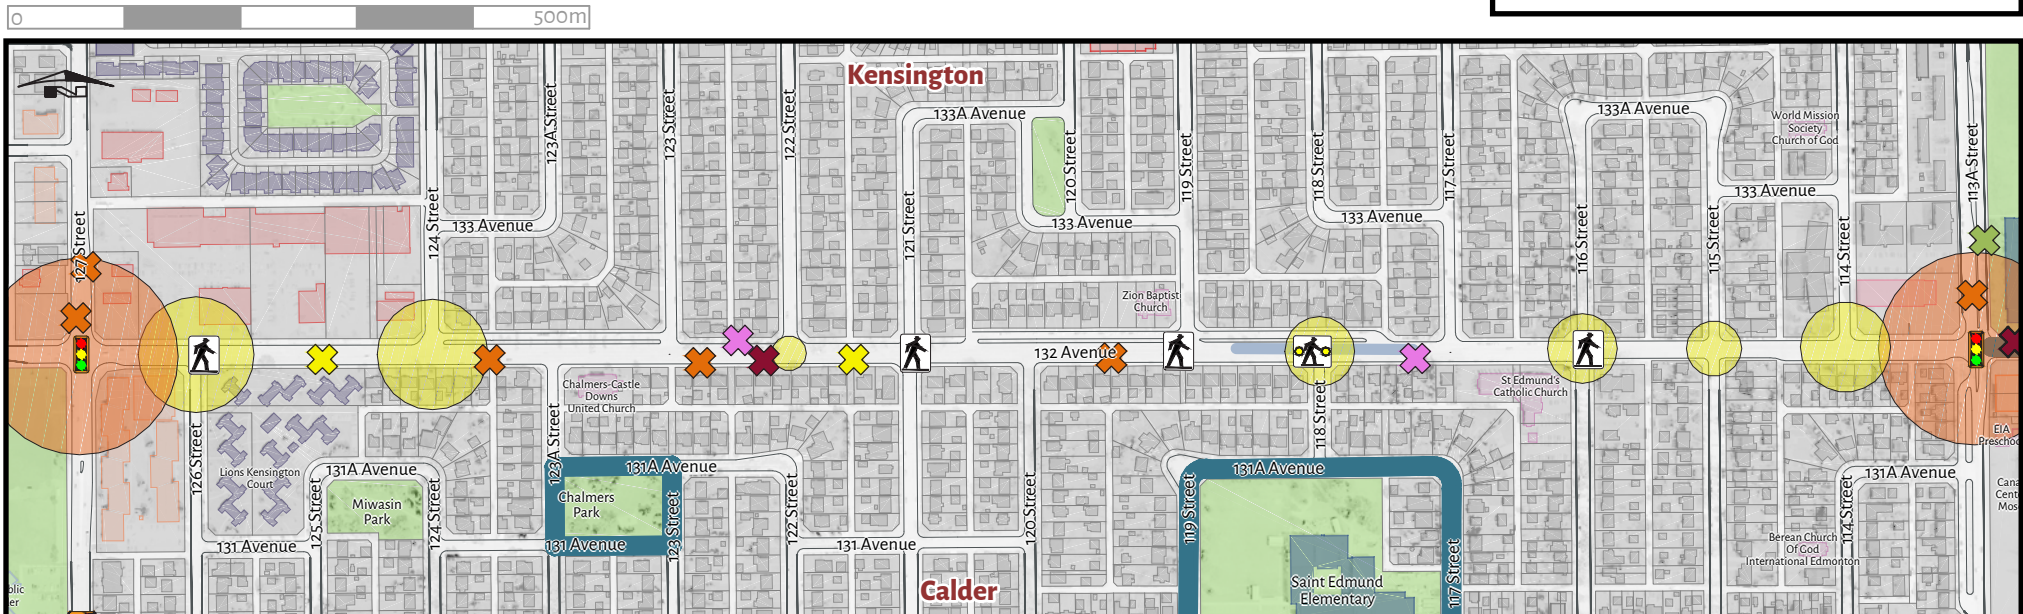 0 500m
Kensington
133A Avenue
133A Avenue
World Mission
Society
Church of God
123A Street
123 Street
122 Street
120 Street
119 Street
118 Street
117 Street
113A Street
133 Avenue
133 Avenue
133 Avenue
133 Avenue
127 Street
124 Street
121 Street
116 Street
115 Street
114 Street
Zion Baptist
Church
132 Avenue
Chalmers-Castle
Downs
United Church
St Edmund's
Catholic Church
EIA
Preschoo
126 Street
123A Street
118 Street
131A Avenue
131A Avenue
131A Avenue
131A Avenue
Lions Kensington
Court
Miwasin
Park
Chalmers
Park
125 Street
124 Street
123 Street
122 Street
120 Street
119 Street
117 Street
114 Street
Cana
Cent
Mos
131 Avenue
131 Avenue
131 Avenue
Berean Church
Of God
International Edmonton
Saint Edmund
Elementary
Calder
blic
er